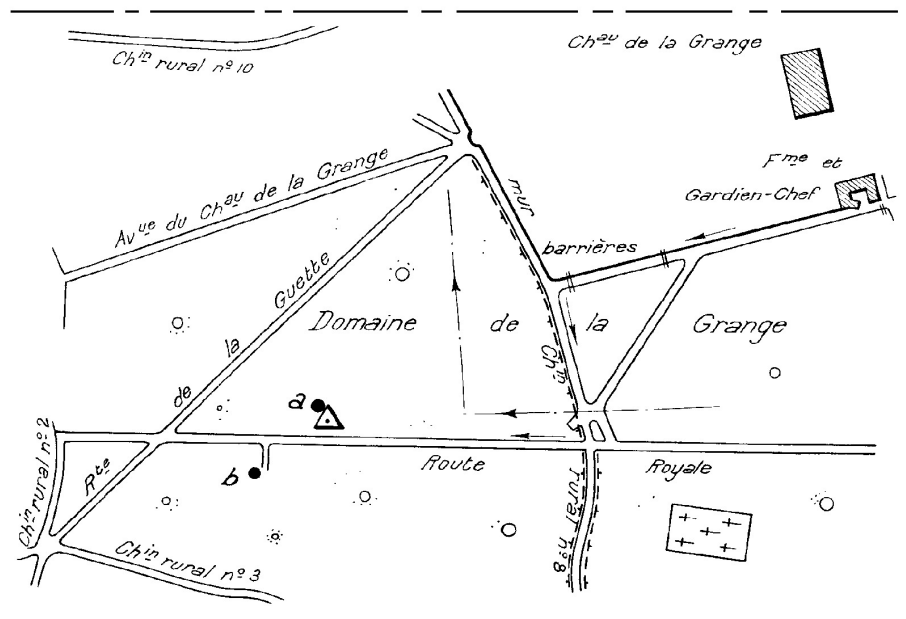 Chau de la Grange
Chin rural no 10
Fme et
Gardien-Chef
Avue du Chau de la Grange
mur
barrières
Rte de la Guette
Domaine de la Grange
a
b
Chin rural no 8
Route Royale
Chin rural no 2
Chin rural no 3